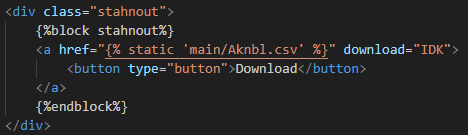 <div class="stahnout">
{%block stahnout%}
<a href="{% static 'main/Aknbl.csv' %}" download="IDK">
<button type="button">Download</button>
</a>
{%endblock%}
</div>